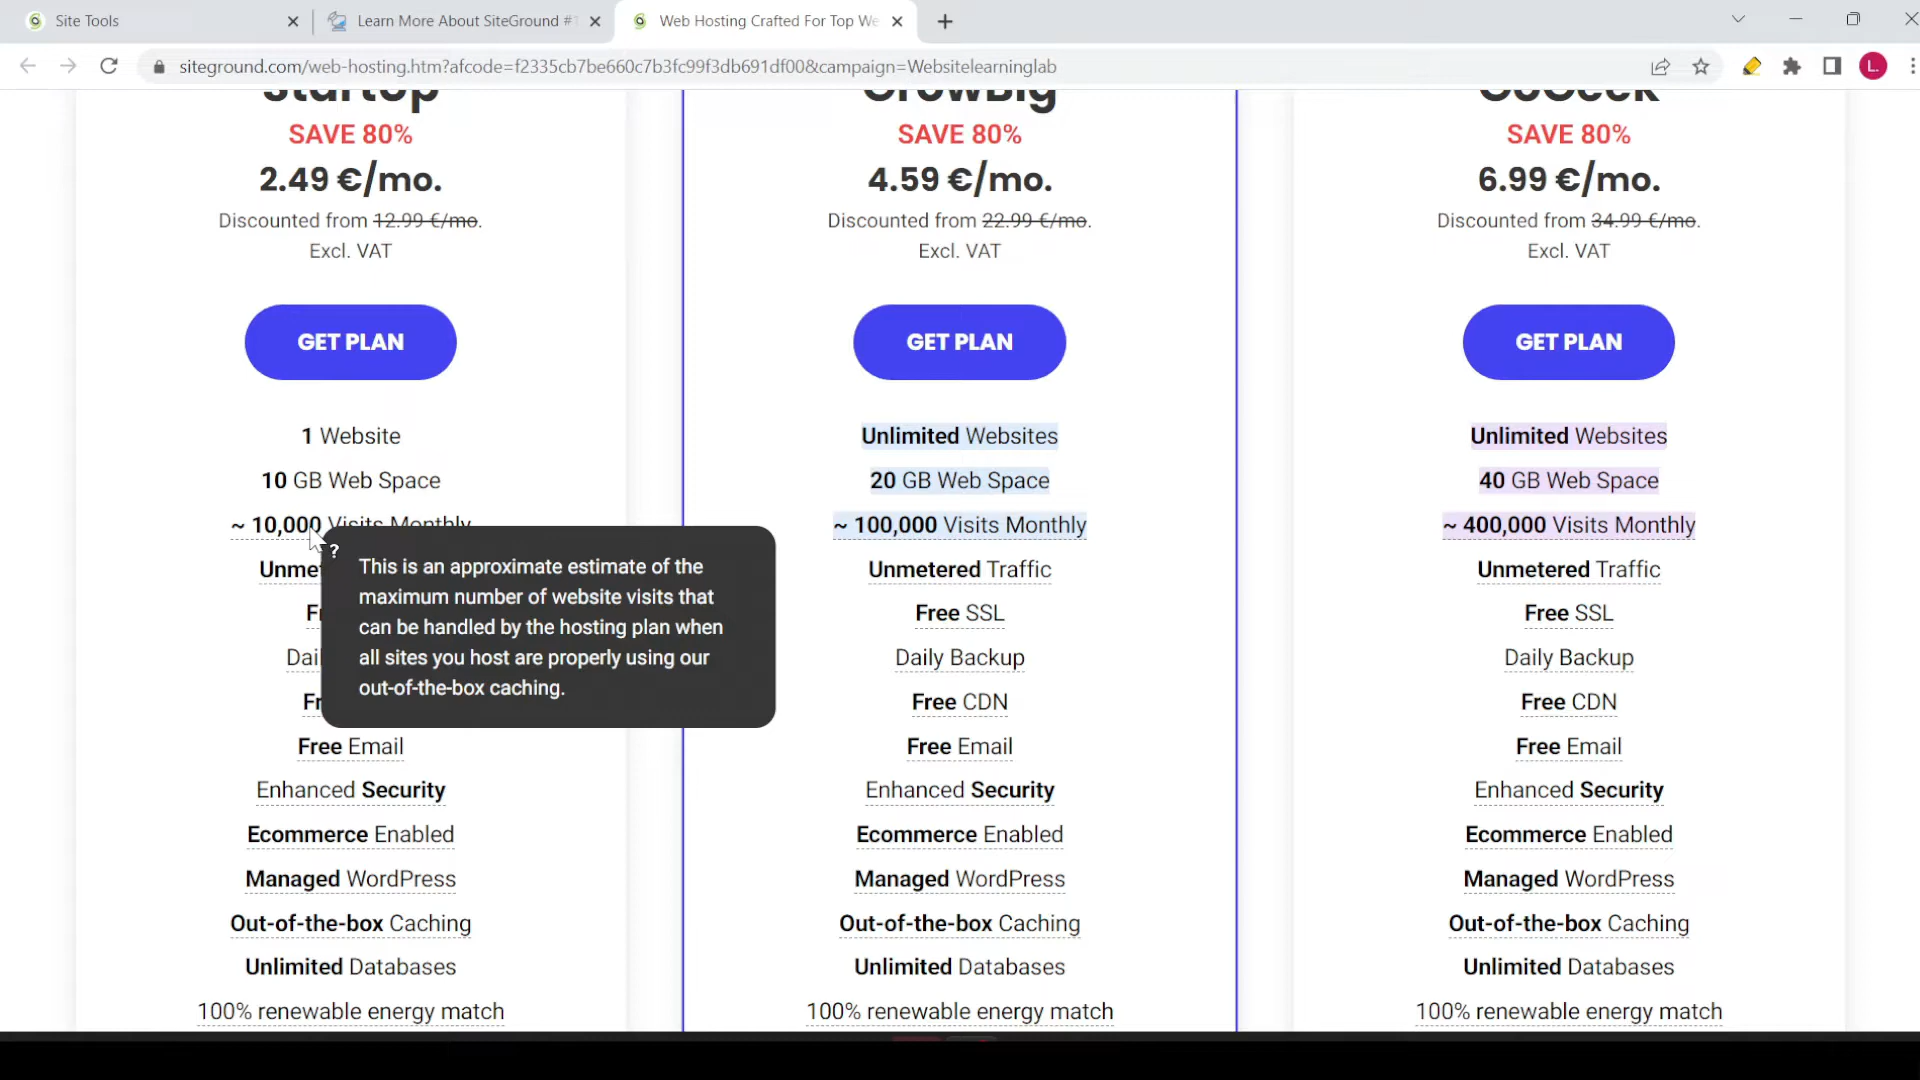 Site Tools
Learn More About SiteGround #
Web Hosting Crafted For Top We
siteground.com/web-hosting.htm?afcode=f2335cb7be660c7b3fc99f3db691df00&campaign=Websitelearninglab
L
StartUp
SAVE 80%
2.49 €/mo.
Discounted from 12.99 €/mo.
Excl. VAT
GET PLAN
1 Website
10 GB Web Space
~ 10,000 Visits Monthly
Unme
F
Dail
Fr
Free Email
Enhanced Security
Ecommerce Enabled
Managed WordPress
Out-of-the-box Caching
Unlimited Databases
100% renewable energy match
?
This is an approximate estimate of the
maximum number of website visits that
can be handled by the hosting plan when
all sites you host are properly using our
out-of-the-box caching.
GrowBig
SAVE 80%
4.59 €/mo.
Discounted from 22.99 €/mo.
Excl. VAT
GET PLAN
Unlimited Websites
20 GB Web Space
~ 100,000 Visits Monthly
Unmetered Traffic
Free SSL
Daily Backup
Free CDN
Free Email
Enhanced Security
Ecommerce Enabled
Managed WordPress
Out-of-the-box Caching
Unlimited Databases
100% renewable energy match
GoGeek
SAVE 80%
6.99 €/mo.
Discounted from 34.99 €/mo.
Excl. VAT
GET PLAN
Unlimited Websites
40 GB Web Space
~ 400,000 Visits Monthly
Unmetered Traffic
Free SSL
Daily Backup
Free CDN
Free Email
Enhanced Security
Ecommerce Enabled
Managed WordPress
Out-of-the-box Caching
Unlimited Databases
100% renewable energy match